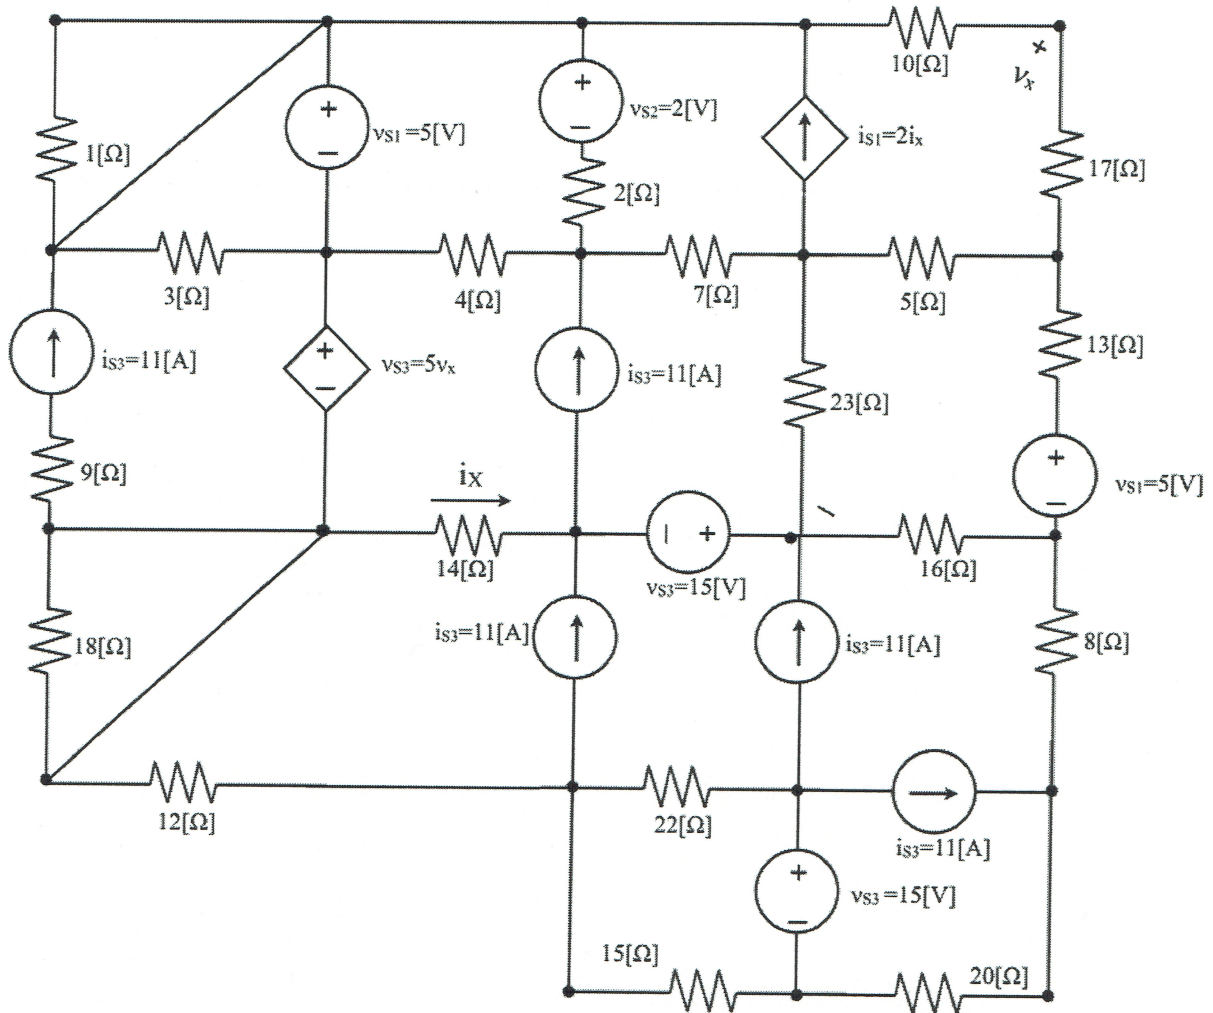 +
10[Ω]
vx
+
vS2=2[V]
+
vS1=5[V]
iS1=2ix
−
−
1[Ω]
17[Ω]
2[Ω]
3[Ω]
4[Ω]
7[Ω]
5[Ω]
+
13[Ω]
iS3=11[A]
vS3=5vx
iS3=11[A]
−
23[Ω]
+
9[Ω]
iX
vS1=5[V]
−
−
− +
14[Ω]
16[Ω]
vS3=15[V]
iS3=11[A]
18[Ω]
iS3=11[A]
8[Ω]
12[Ω]
22[Ω]
iS3=11[A]
+
vS3=15[V]
−
15[Ω]
20[Ω]